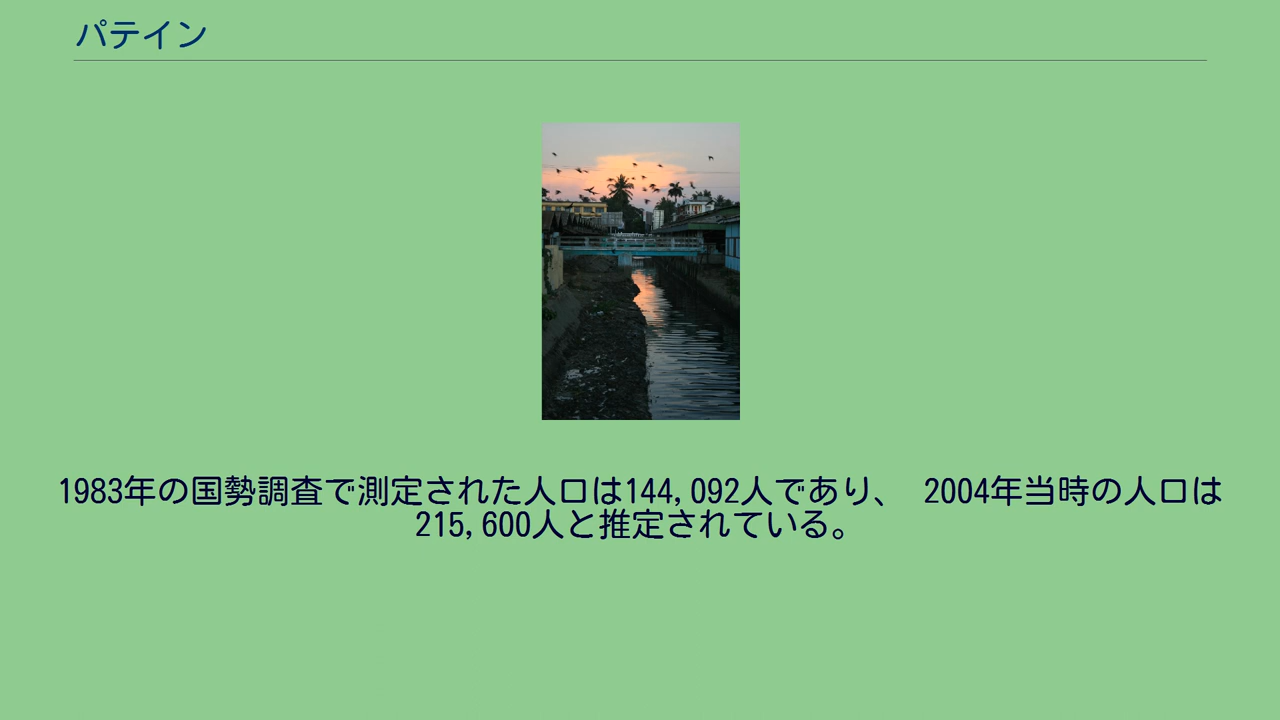 パテイン
1983年の国勢調査で測定された人口は144,092人であり、 2004年当時の人口は
215,600人と推定されている。